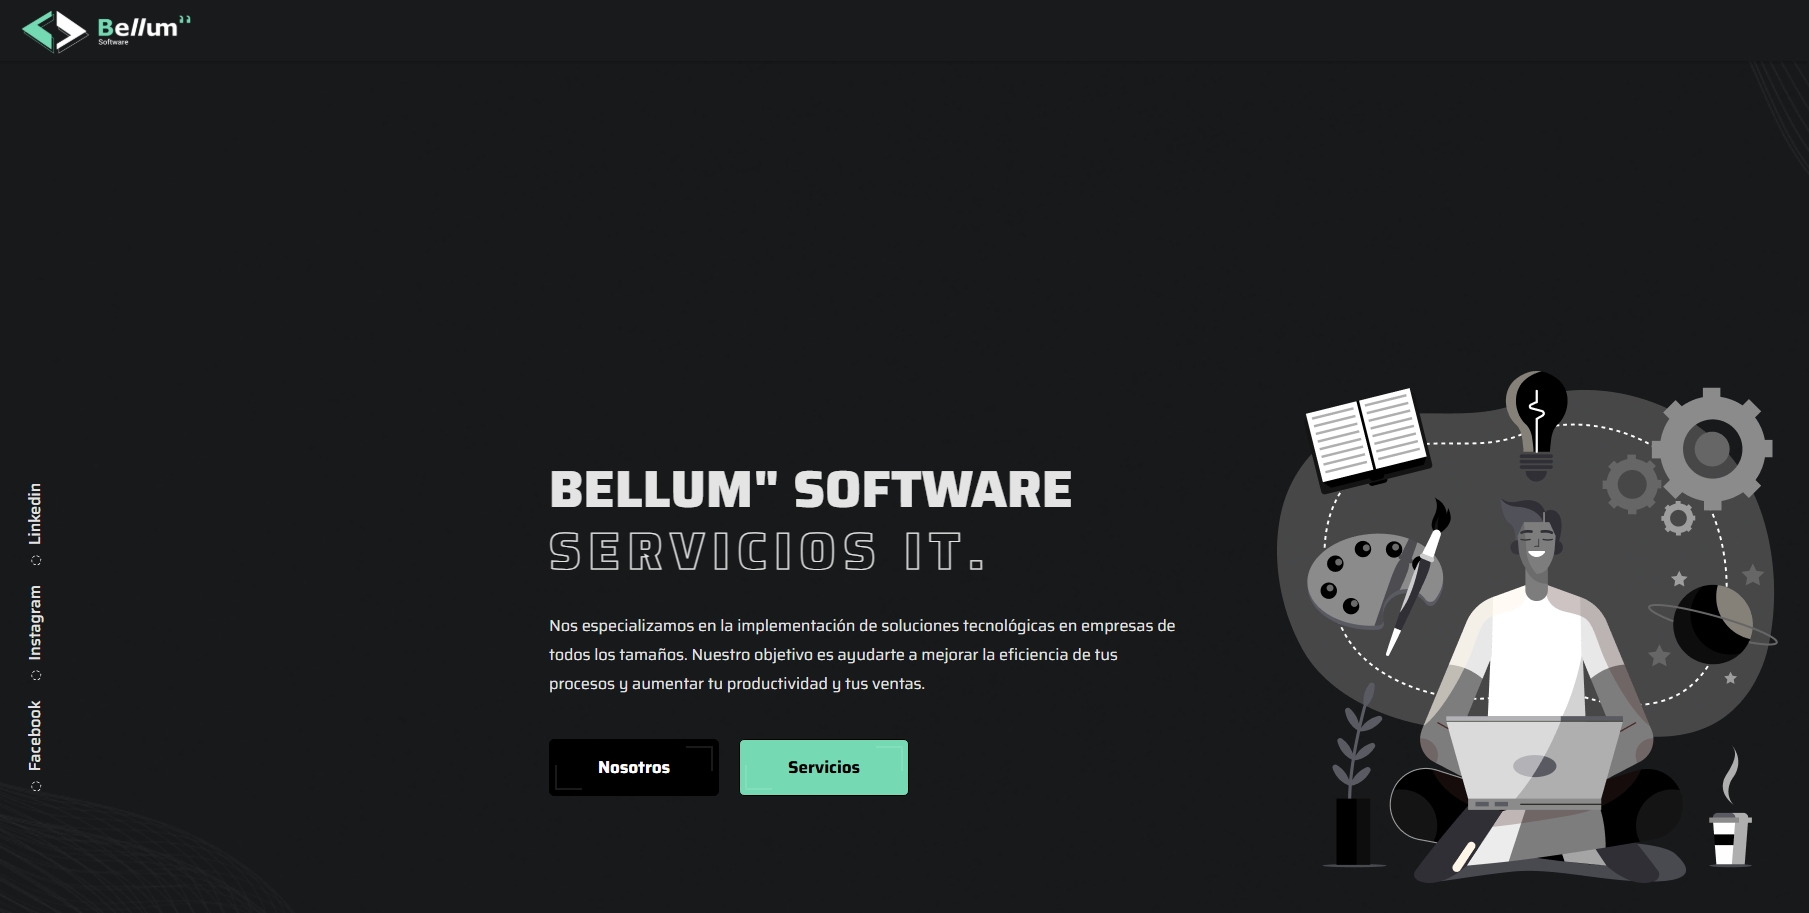 Bellum"
Software
BELLUM" SOFTWARE
SERVICIOS IT.
Nos especializamos en la implementación de soluciones tecnológicas en empresas de
todos los tamaños. Nuestro objetivo es ayudarte a mejorar la eficiencia de tus
procesos y aumentar tu productividad y tus ventas.
Nosotros
Servicios
Facebook
Instagram
Linkedin